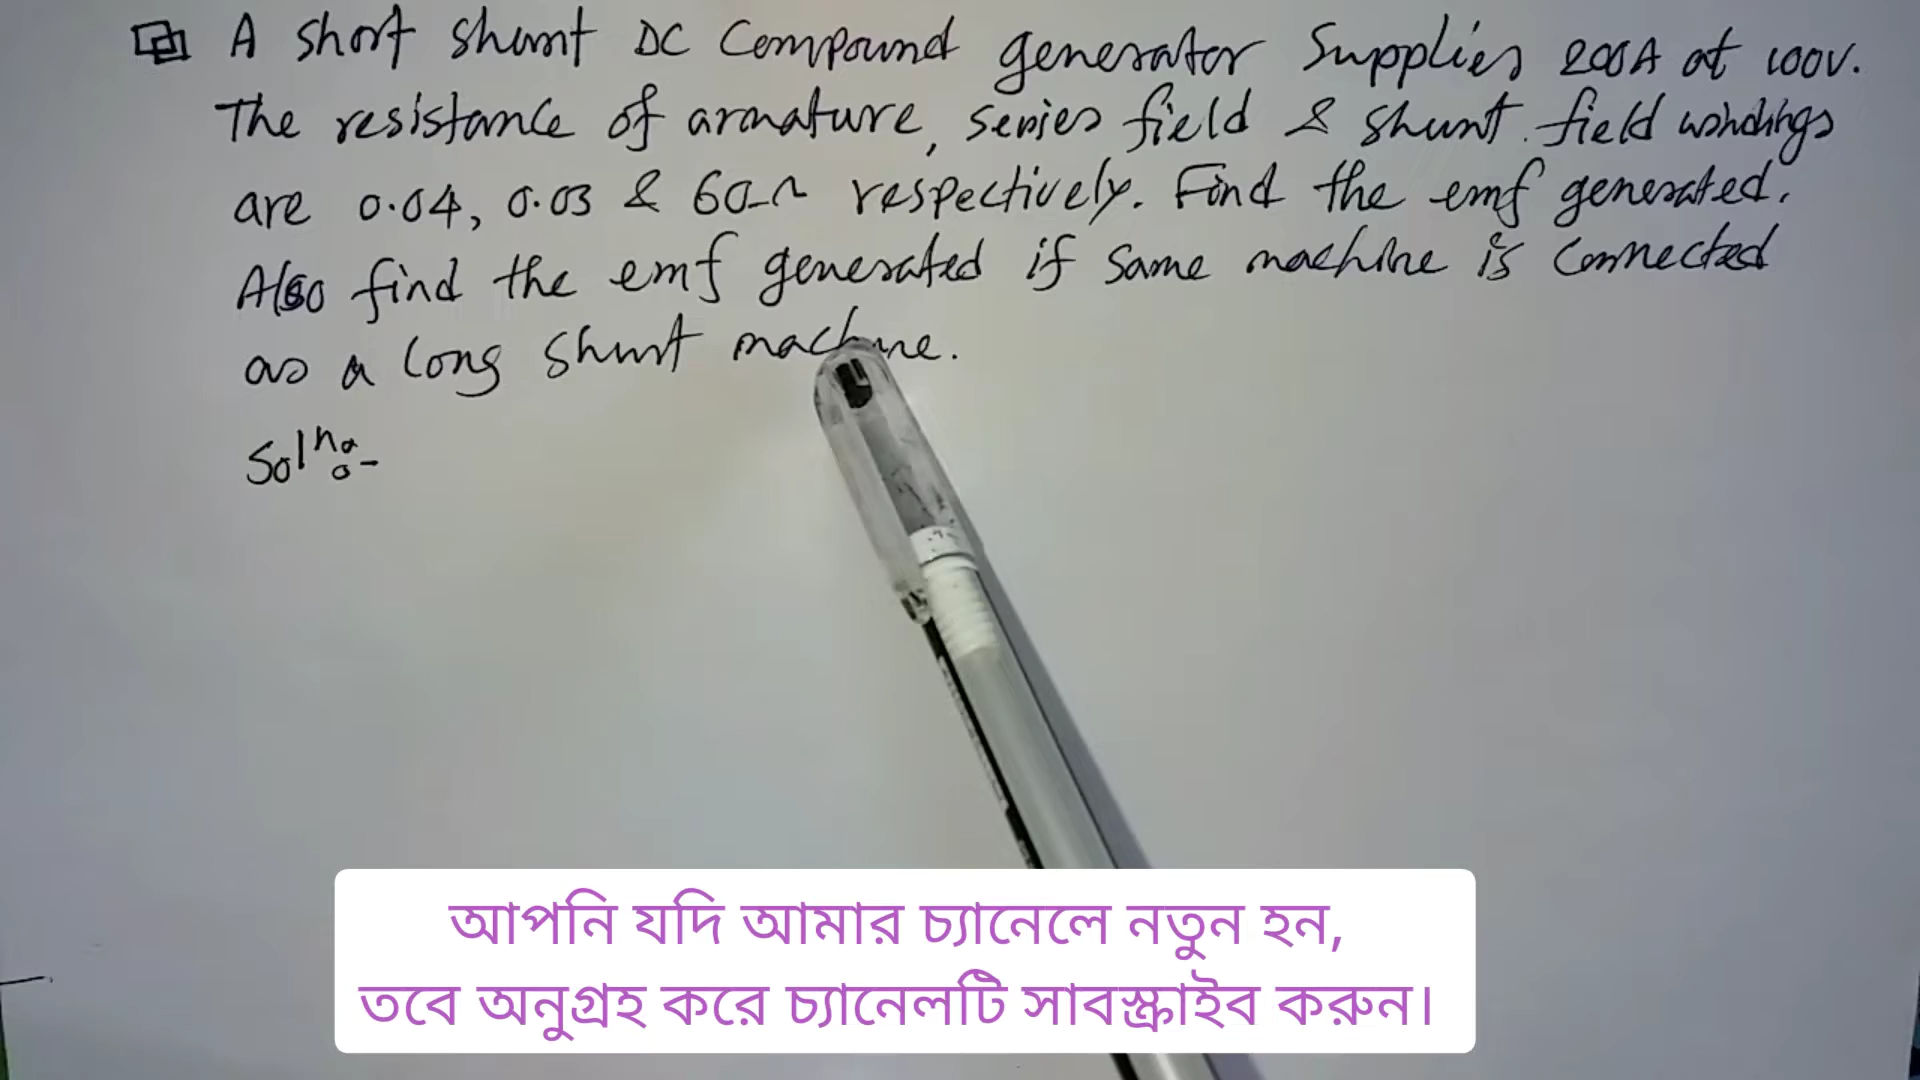 A short shunt DC Compound generator Supplies 200A at 100V.
The resistance of armature, series field & shunt field windings
are 0.04, 0.03 & 60Ω respectively. Find the emf generated.
Also find the emf generated if same machine is connected
as a long shunt machine.
Solⁿ:-
আপনি যদি আমার চ্যানেলে নতুন হন,
তবে অনুগ্রহ করে চ্যানেলটি সাবস্ক্রাইব করুন।